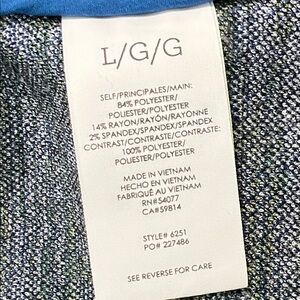 L/G/G
SELF/PRINCIPALES/MAIN:
84% POLYESTER/
POLIESTER/POLYESTER
14% RAYON/RAYÓN/RAYONNE
2% SPANDEX/SPANDEX/SPANDEX
CONTRAST/CONTRASTE/CONTRASTE:
100% POLYESTER/
POLIESTER/POLYESTER
MADE IN VIETNAM
HECHO EN VIETNAM
FABRIQUÉ AU VIETNAM
RN#54077
CA#59814
STYLE# 6251
PO# 227486
SEE REVERSE FOR CARE